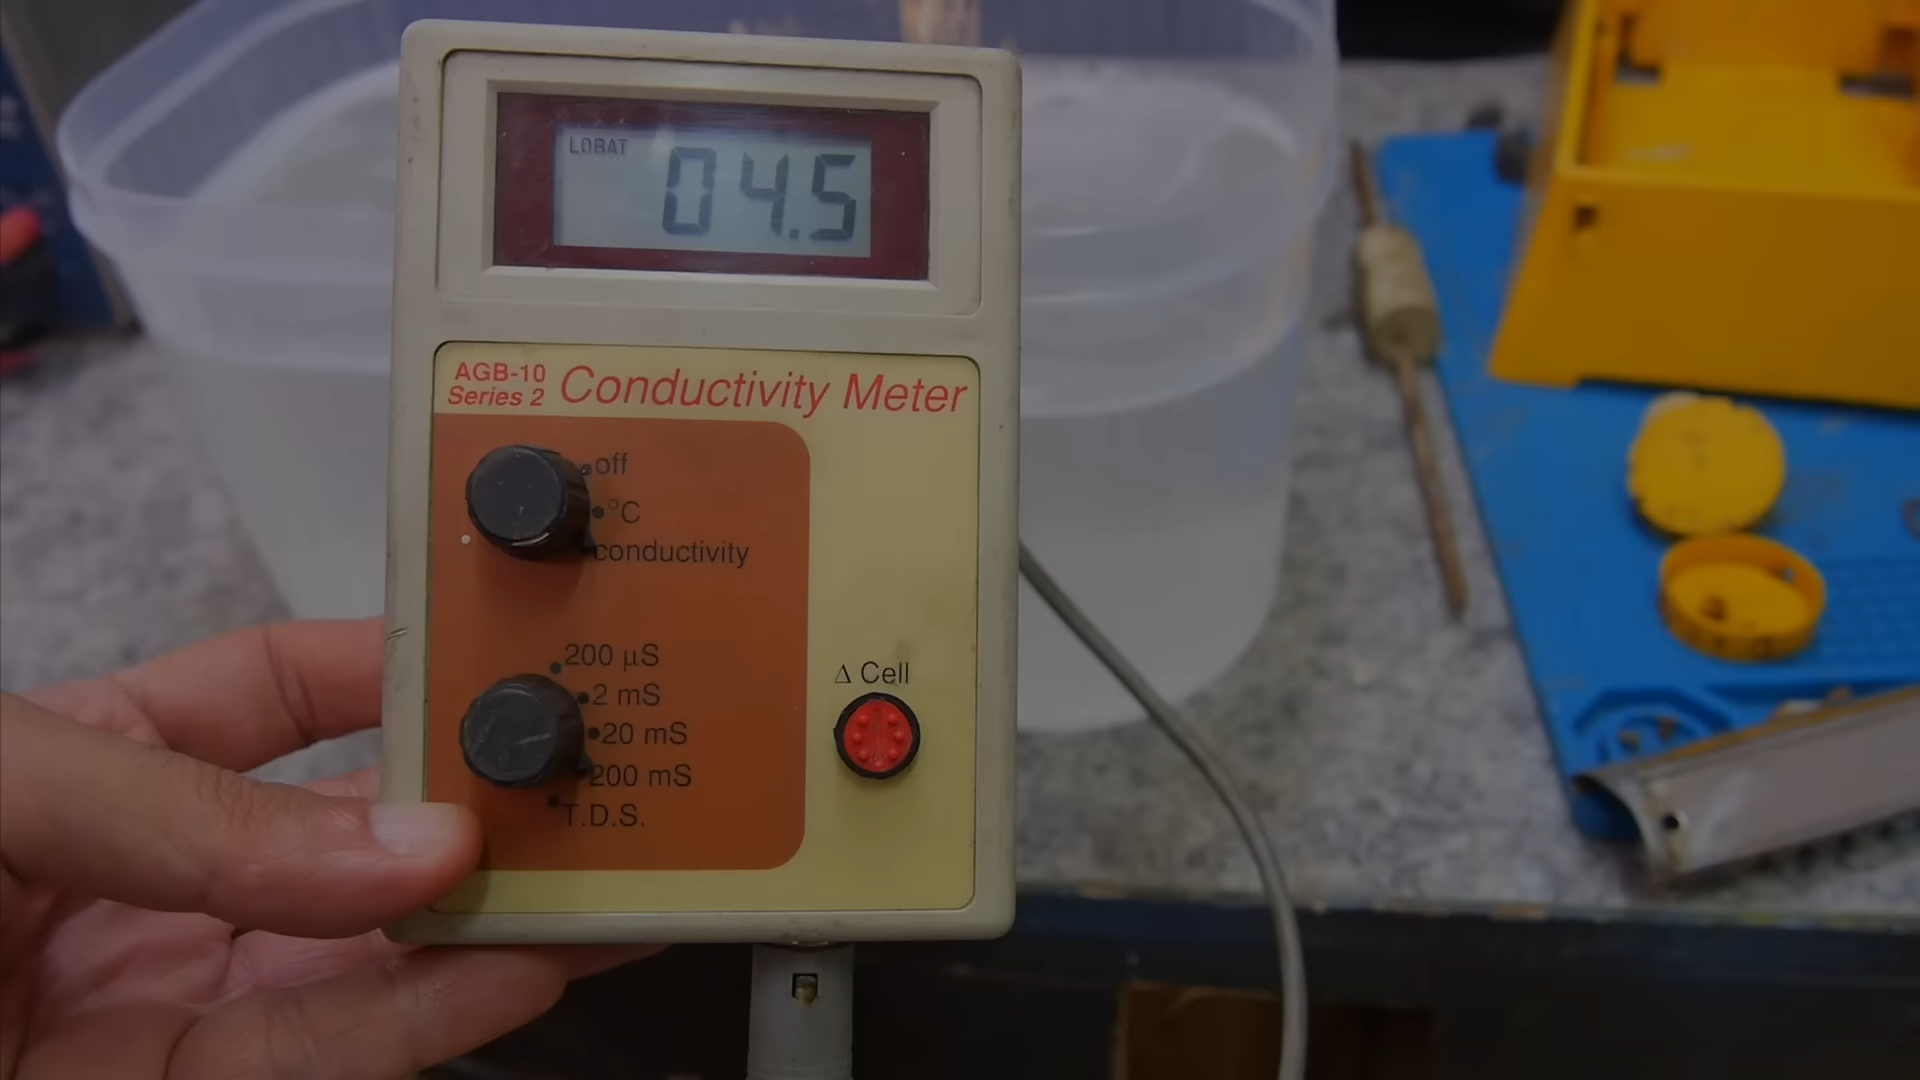 LOBAT
04.5
AGB-10
Series 2
Conductivity Meter
off
°C
conductivity
200 µS
2 mS
20 mS
200 mS
T.D.S.
Δ Cell